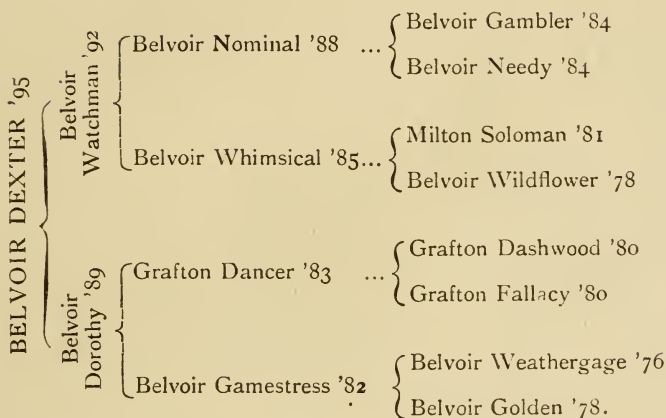 BELVOIR DEXTER '95
Belvoir
Watchman '92
Belvoir Nominal '88 ...
Belvoir Gambler '84
Belvoir Needy '84
Belvoir Whimsical '85...
Milton Soloman '81
Belvoir Wildflower '78
Belvoir
Dorothy '89
Grafton Dancer '83 ...
Grafton Dashwood '80
Grafton Fallacy '80
Belvoir Gamestress '82
Belvoir Weathergage '76
Belvoir Golden '78.